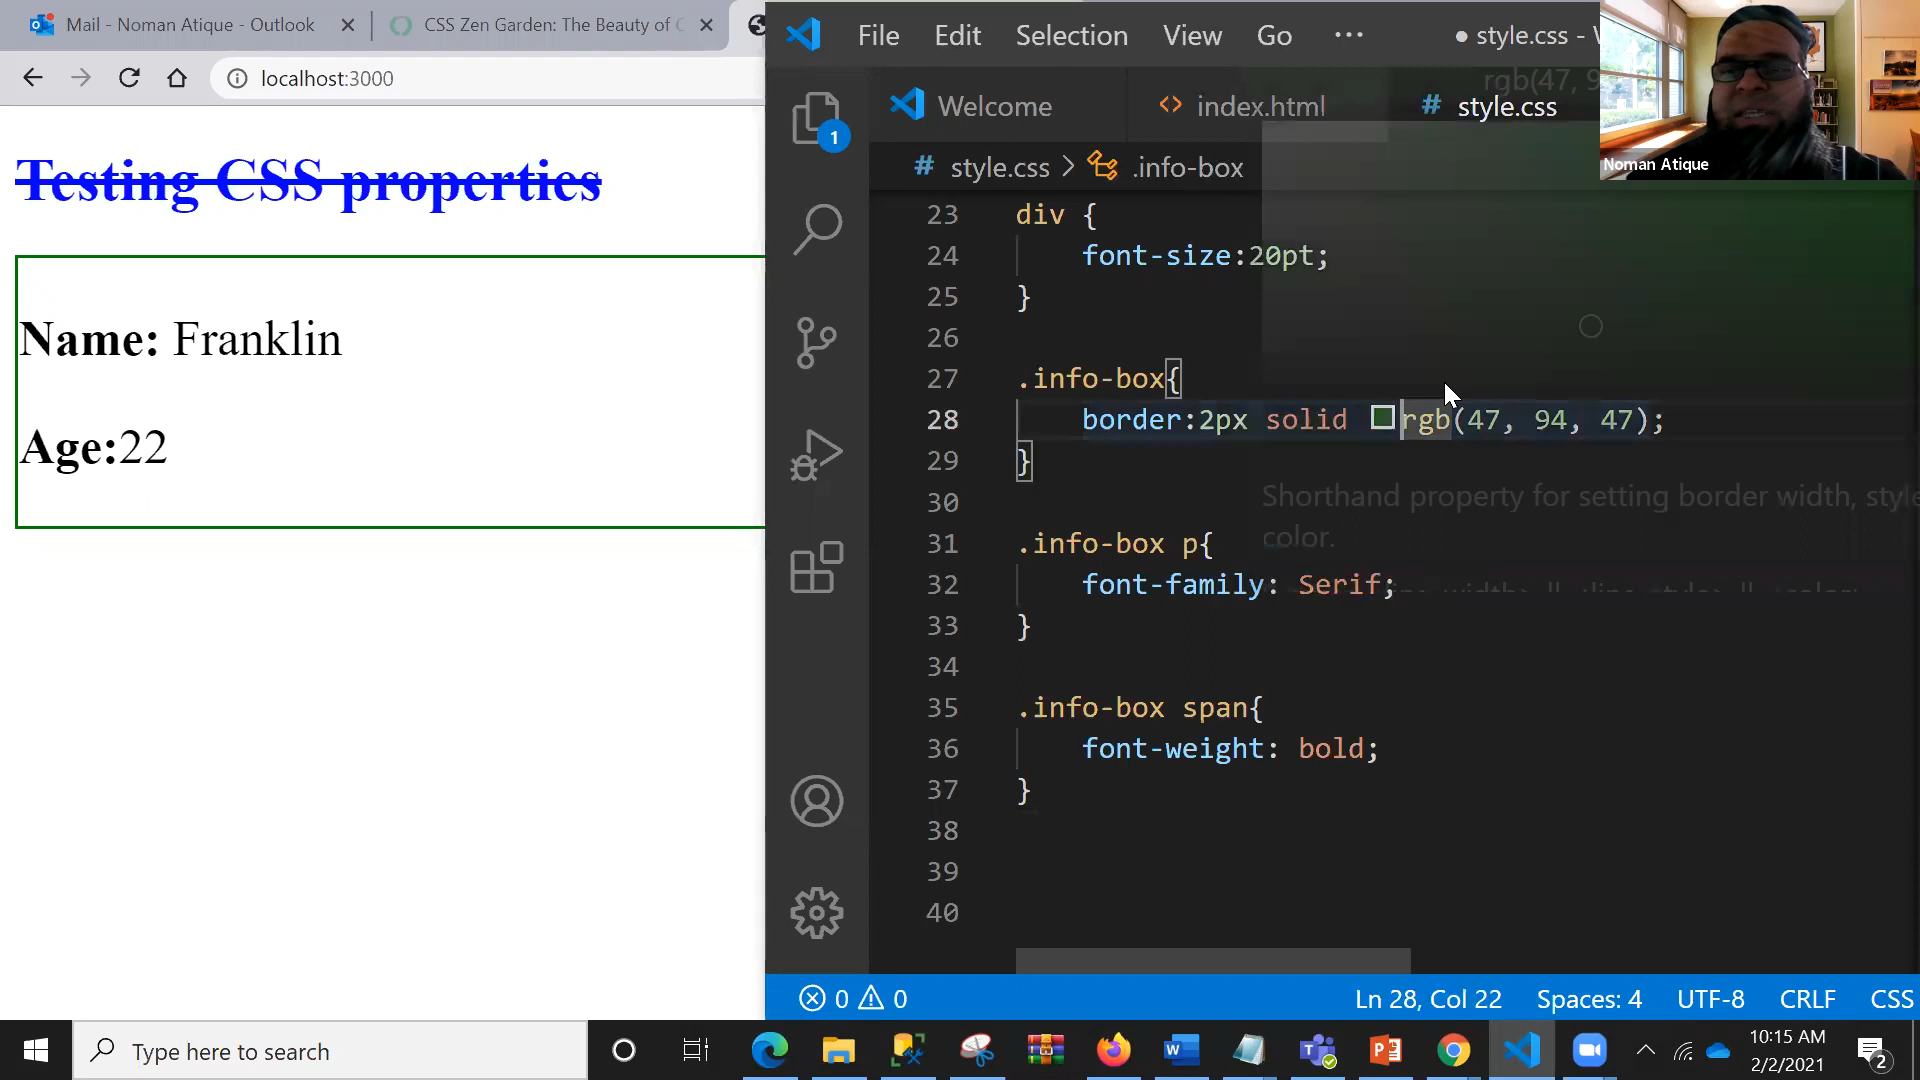 Mail - Noman Atique - Outlook
CSS Zen Garden: The Beauty of C
localhost:3000
Testing CSS properties
Name: Franklin
Age:22
File Edit Selection View Go ···
● style.css -
rgb(47, 9
Welcome
index.html
# style.css
Noman Atique
1
# style.css > .info-box
23 div {
24 font-size:20pt;
25 }
26
27 .info-box{
28 border:2px solid rgb(47, 94, 47);
29 }
30
Shorthand property for setting border width, style
color.
31 .info-box p{
32 font-family: Serif;
33 }
34
35 .info-box span{
36 font-weight: bold;
37 }
38
39
40
0 0
Ln 28, Col 22 Spaces: 4 UTF-8 CRLF CSS
Type here to search
10:15 AM
2/2/2021
2